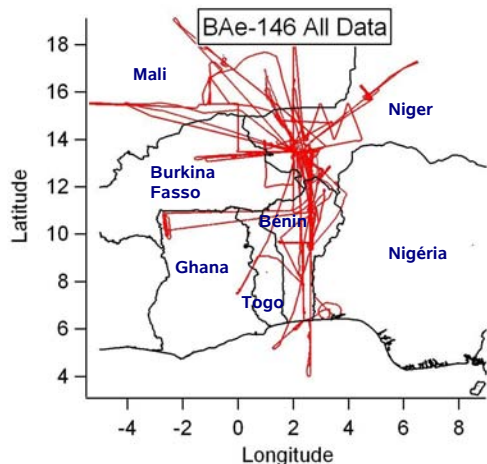 BAe-146 All Data
18
16
14
12
10
8
6
4
Latitude
Mali
Niger
Burkina
Fasso
Bénin
Ghana
Nigéria
Togo
-4
-2
0
2
4
6
8
Longitude